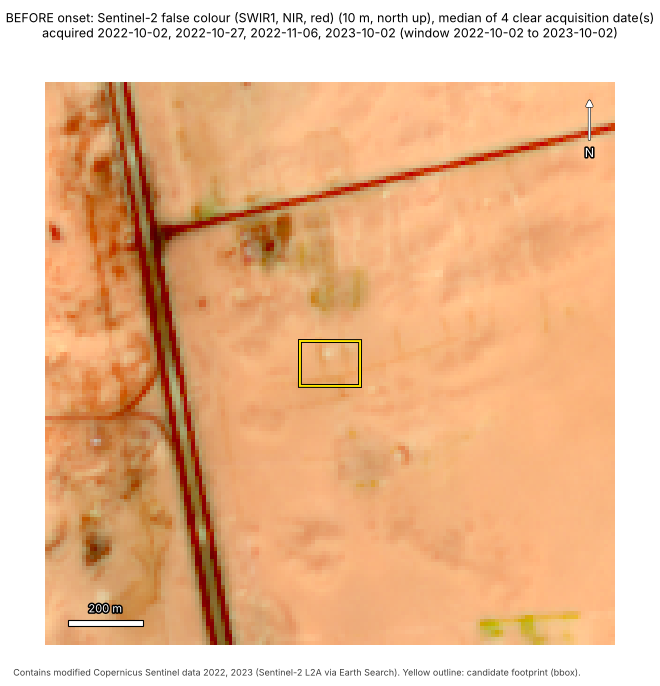 BEFORE onset: Sentinel-2 false colour (SWIR1, NIR, red) (10 m, north up), median of 4 clear acquisition date(s)
acquired 2022-10-02, 2022-10-27, 2022-11-06, 2023-10-02 (window 2022-10-02 to 2023-10-02)
N
200 m
Contains modified Copernicus Sentinel data 2022, 2023 (Sentinel-2 L2A via Earth Search). Yellow outline: candidate footprint (bbox).